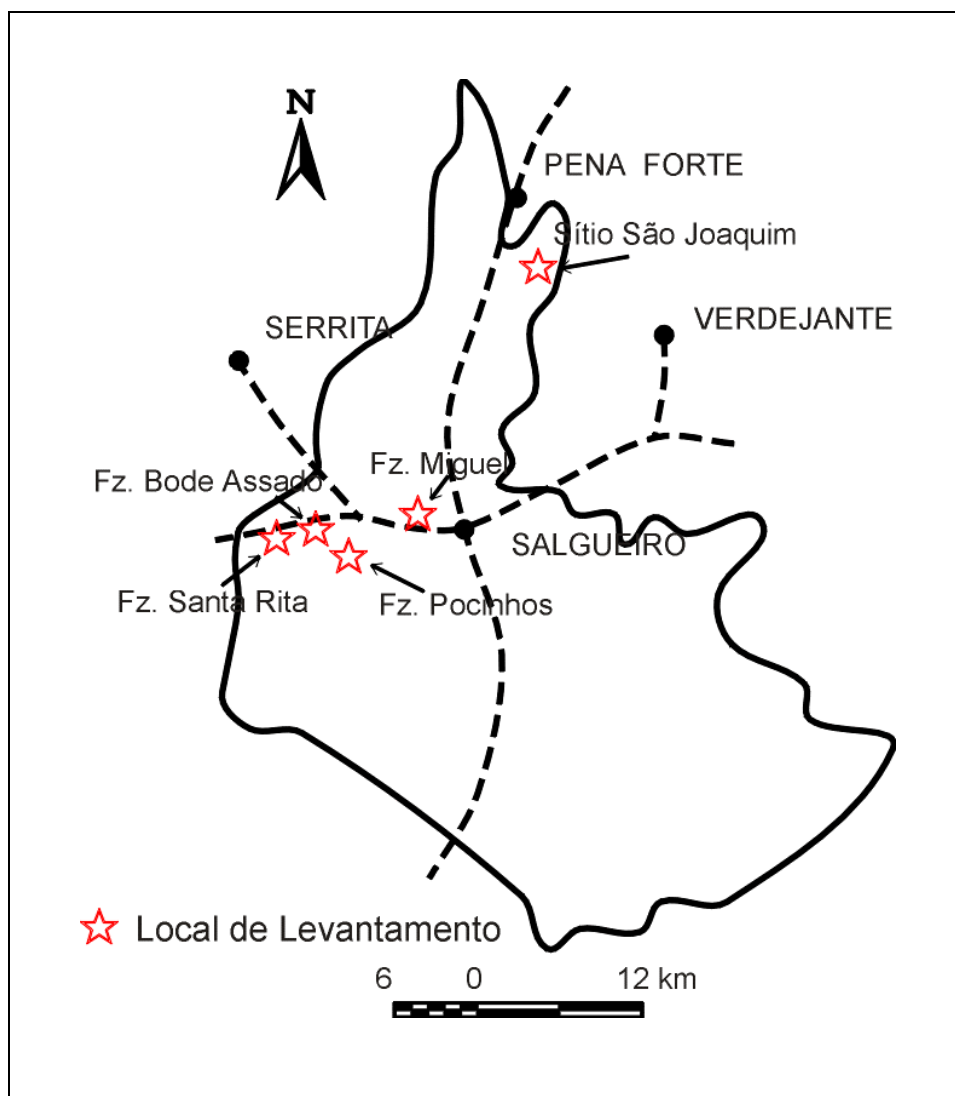 N
PENA FORTE
Sítio São Joaquim
SERRITA
VERDEJANTE
Fz. Miguel
Fz. Bode Assado
SALGUEIRO
Fz. Santa Rita
Fz. Pocinhos
Local de Levantamento
6 0 12 km